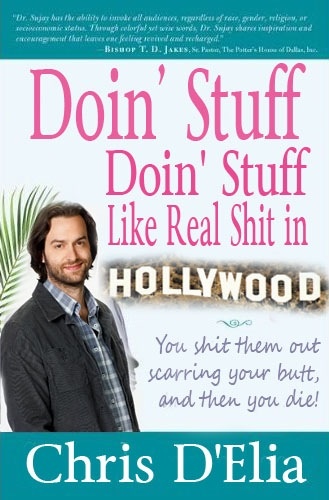 "Dr. Sujay has the ability to invoke all audiences, regardless of race, gender, religion, or
socioeconomic status. Through colorful yet wise words, Dr. Sujay shares inspiration and
encouragement that leaves one feeling revived and recharged."
—BISHOP T. D. JAKES, Sr. Pastor, The Potter's House of Dallas, Inc.
Doin' Stuff
Doin' Stuff
Like Real Shit in
HOLLYWOOD
You shit them out
scarring your butt,
and then you die!
Chris D'Elia